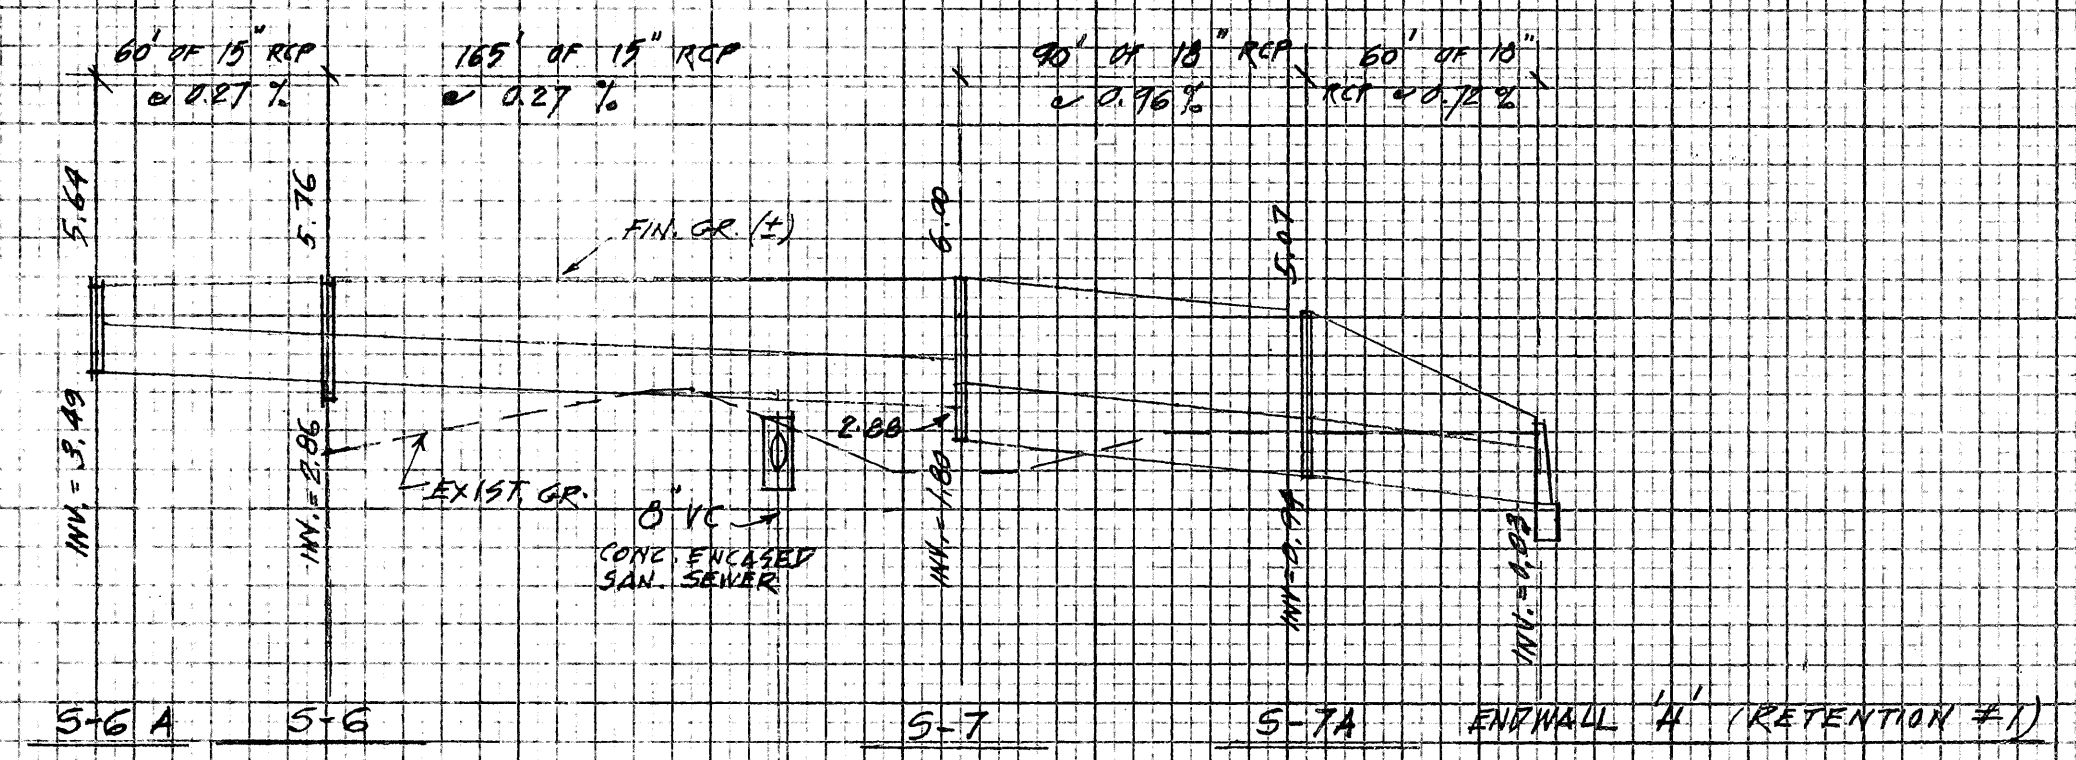 60' OF 15" RCP
@ 0.27 %
165' OF 15" RCP
@ 0.27 %
90' OF 18" RCP
@ 0.96 %
60' OF 18"
RCP @ 0.72 %
5.64
5.76
6.00
5.07
FIN. GR. (±)
INV. = 3.49
INV. = 2.86
2.88
INV. = 1.80
INV = 0.94
EXIST. GR.
8" VC
CONC. ENCASED
SAN. SEWER
S-6 A
S-6
S-7
S-7A
ENDWALL 'A' (RETENTION #1)